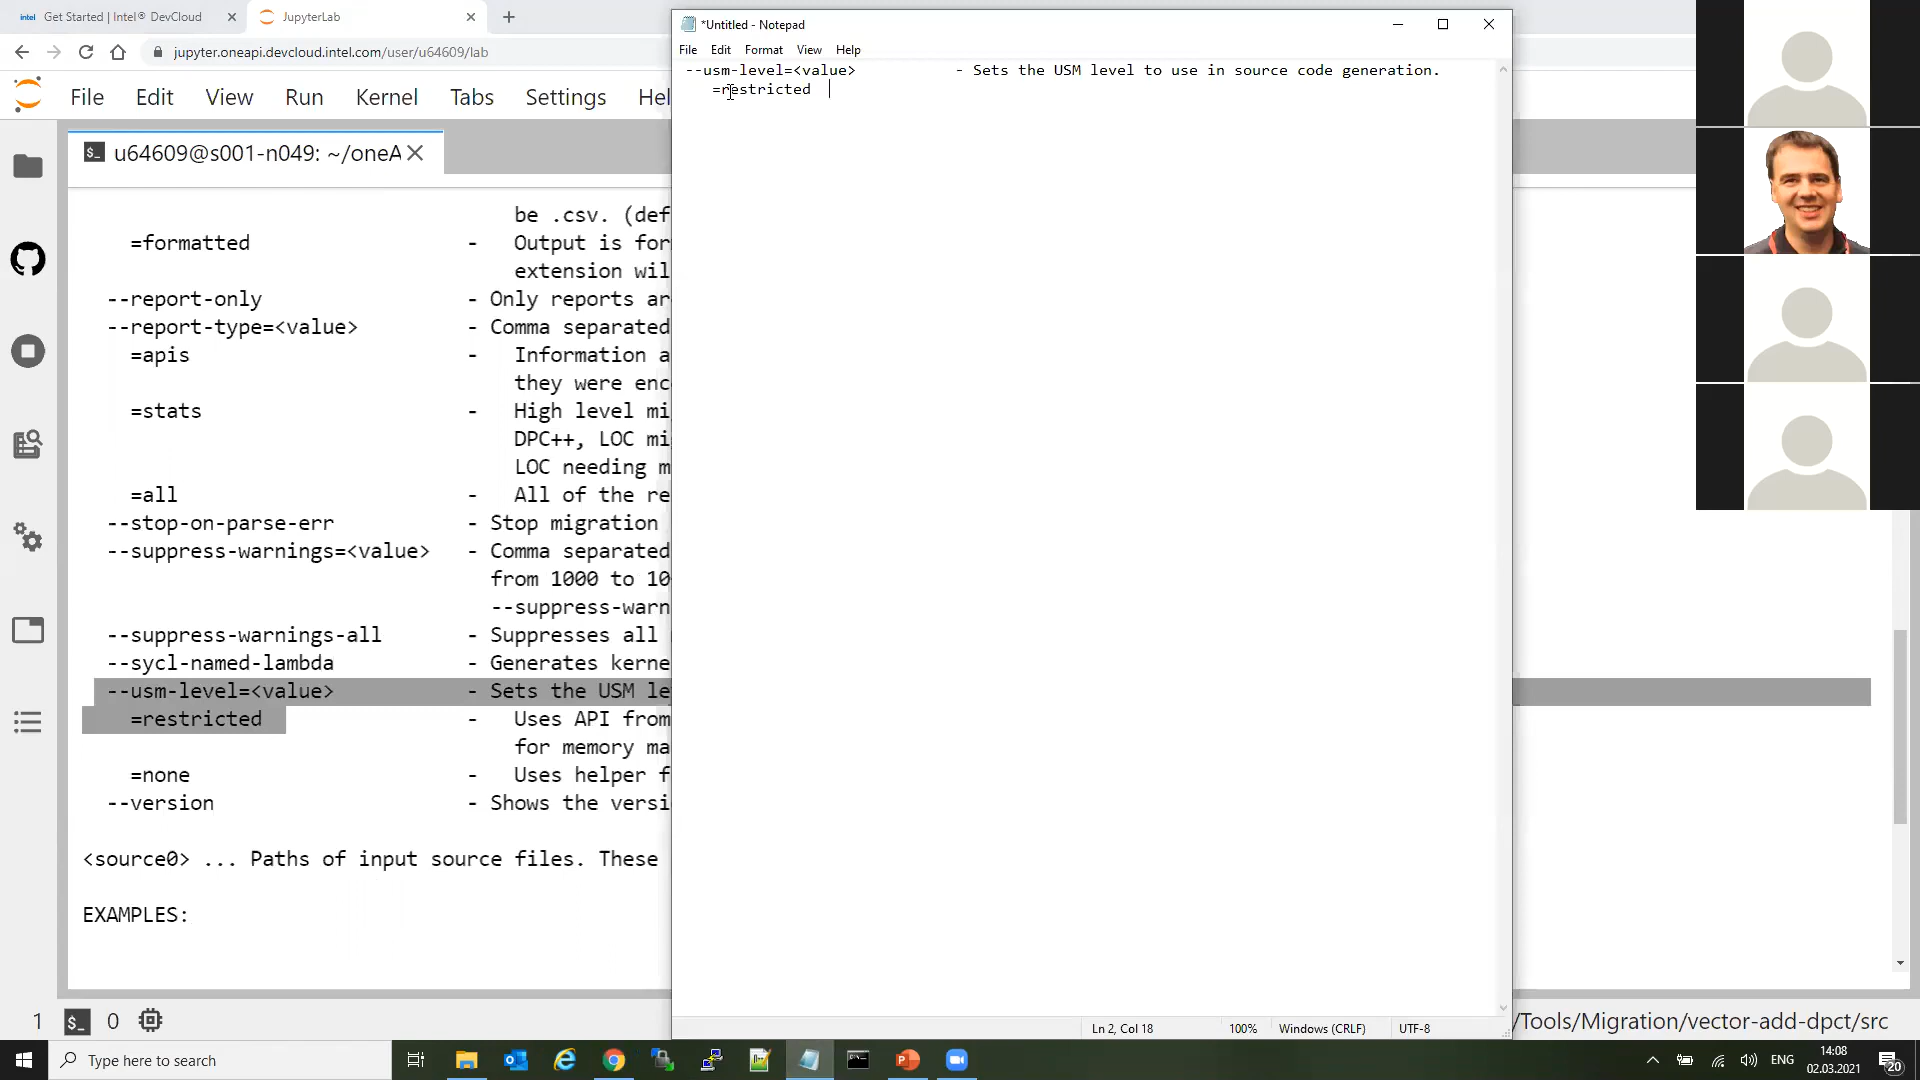 intel Get Started | Intel® DevCloud
JupyterLab
jupyter.oneapi.devcloud.intel.com/user/u64609/lab
File Edit View Run Kernel Tabs Settings Hel
u64609@s001-n049: ~/oneA
be .csv. (def
=formatted - Output is for
extension wil
--report-only - Only reports ar
--report-type=<value> - Comma separated
=apis - Information a
they were enc
=stats - High level mi
DPC++, LOC mi
LOC needing m
=all - All of the re
--stop-on-parse-err - Stop migration
--suppress-warnings=<value> - Comma separated
from 1000 to 10
--suppress-warn
--suppress-warnings-all - Suppresses all
--sycl-named-lambda - Generates kerne
--usm-level=<value> - Sets the USM le
=restricted - Uses API from
for memory ma
=none - Uses helper f
--version - Shows the versi
<source0> ... Paths of input source files. These
EXAMPLES:
1 $_ 0
/Tools/Migration/vector-add-dpct/src
*Untitled - Notepad
File Edit Format View Help
--usm-level=<value> - Sets the USM level to use in source code generation.
=restricted
Ln 2, Col 18 100% Windows (CRLF) UTF-8
Type here to search
ENG
14:08
02.03.2021
20